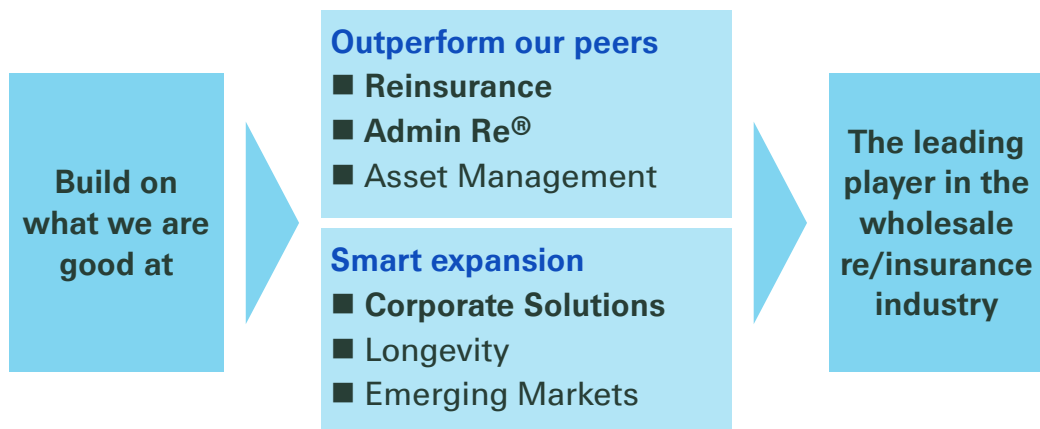 Build on
what we are
good at
Outperform our peers
■ Reinsurance
■ Admin Re®
■ Asset Management
Smart expansion
■ Corporate Solutions
■ Longevity
■ Emerging Markets
The leading
player in the
wholesale
re/insurance
industry